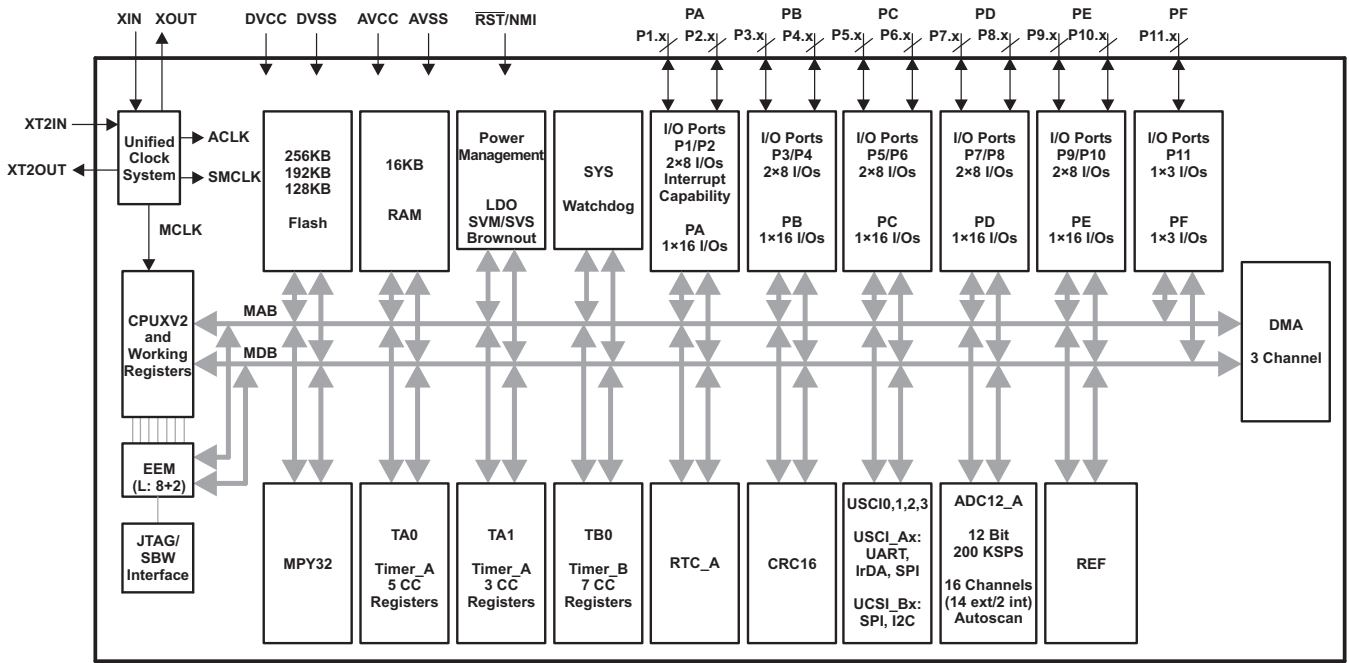 XIN XOUT DVCC DVSS AVCC AVSS RST/NMI
PA PB PC PD PE PF
P1.x P2.x P3.x P4.x P5.x P6.x P7.x P8.x P9.x P10.x P11.x
XT2IN
XT2OUT
Unified
Clock
System
ACLK
SMCLK
MCLK
256KB
192KB
128KB
Flash
16KB
RAM
Power
Management
LDO
SVM/SVS
Brownout
SYS
Watchdog
I/O Ports
P1/P2
2×8 I/Os
Interrupt
Capability
PA
1×16 I/Os
I/O Ports
P3/P4
2×8 I/Os
PB
1×16 I/Os
I/O Ports
P5/P6
2×8 I/Os
PC
1×16 I/Os
I/O Ports
P7/P8
2×8 I/Os
PD
1×16 I/Os
I/O Ports
P9/P10
2×8 I/Os
PE
1×16 I/Os
I/O Ports
P11
1×3 I/Os
PF
1×3 I/Os
CPUXV2
and
Working
Registers
MAB
MDB
DMA
3 Channel
EEM
(L: 8+2)
JTAG/
SBW
Interface
MPY32
TA0
Timer_A
5 CC
Registers
TA1
Timer_A
3 CC
Registers
TB0
Timer_B
7 CC
Registers
RTC_A
CRC16
USCI0,1,2,3
USCI_Ax:
UART,
IrDA, SPI
UCSI_Bx:
SPI, I2C
ADC12_A
12 Bit
200 KSPS
16 Channels
(14 ext/2 int)
Autoscan
REF